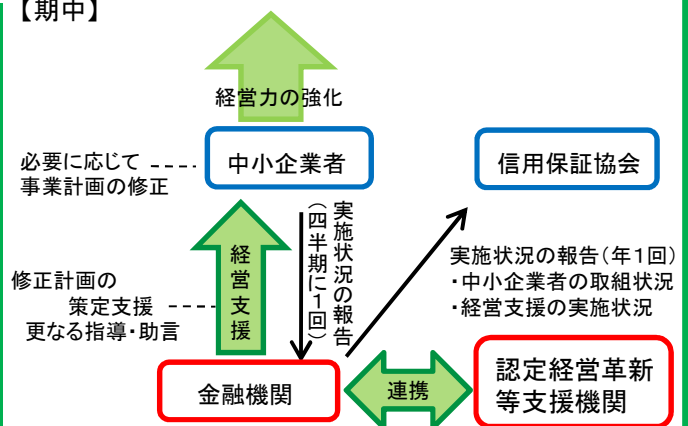 【期中】
経営力の強化
必要に応じて
事業計画の修正
中小企業者
信用保証協会
実施状況の報告
(四半期に1回)
経営支援
実施状況の報告(年1回)
・中小企業者の取組状況
・経営支援の実施状況
修正計画の
策定支援
更なる指導・助言
金融機関
連携
認定経営革新
等支援機関